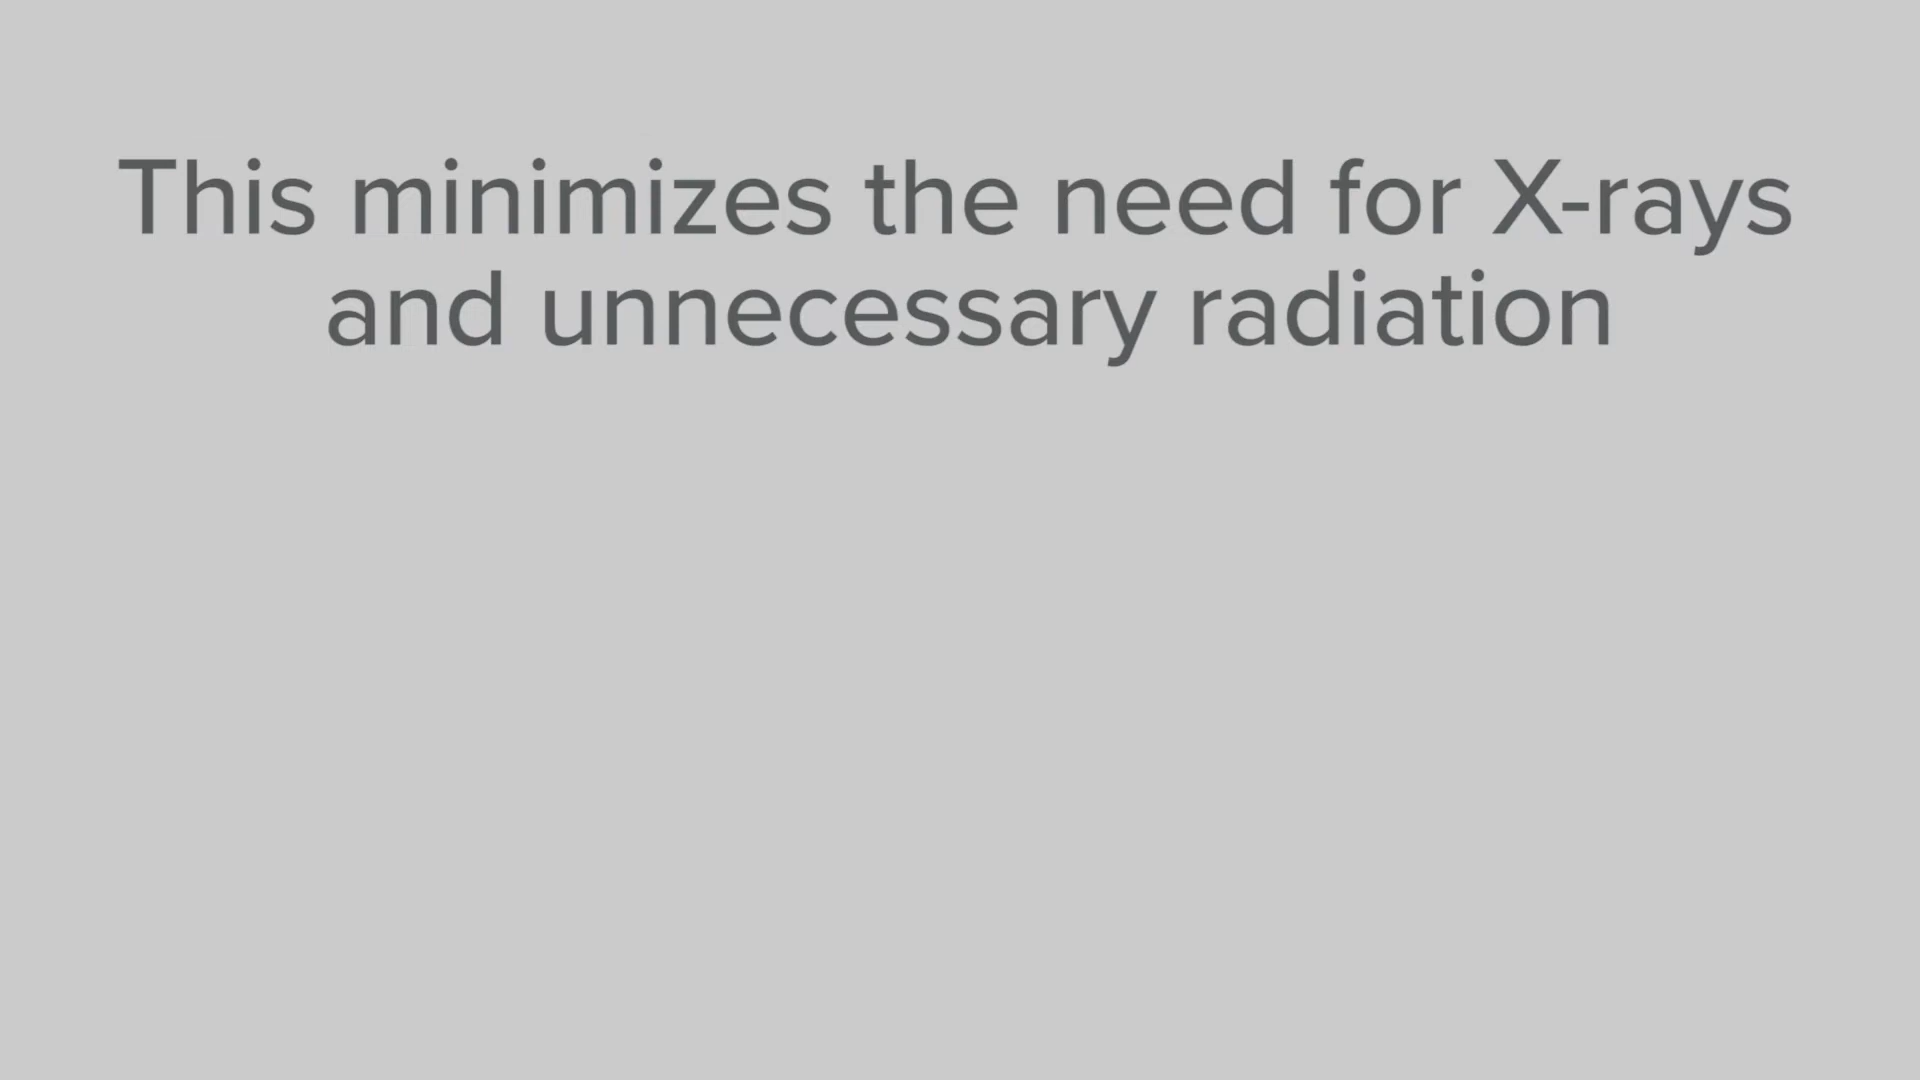 This minimizes the need for X-rays
and unnecessary radiation